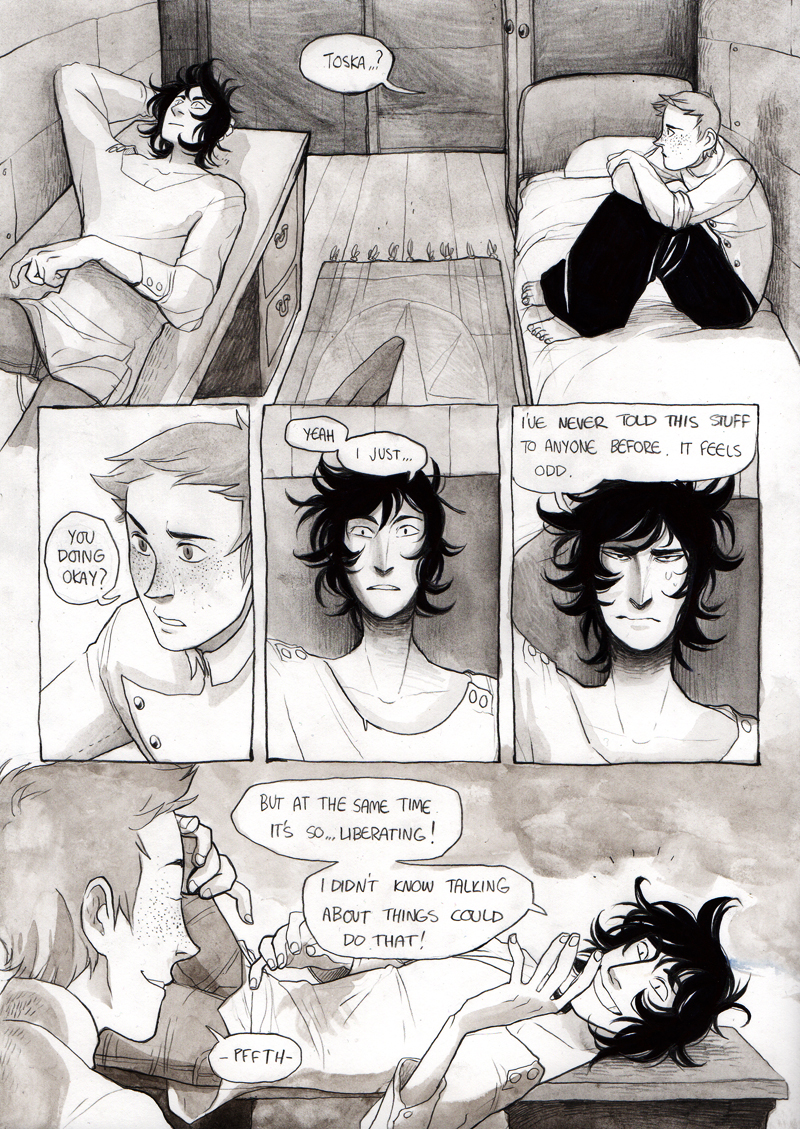 TOSKA...?
YOU
DOING
OKAY?
YEAH
I JUST...
I'VE NEVER TOLD THIS STUFF
TO ANYONE BEFORE. IT FEELS
ODD.
BUT AT THE SAME TIME
IT'S SO... LIBERATING!
I DIDN'T KNOW TALKING
ABOUT THINGS COULD
DO THAT!
- PFFTH -